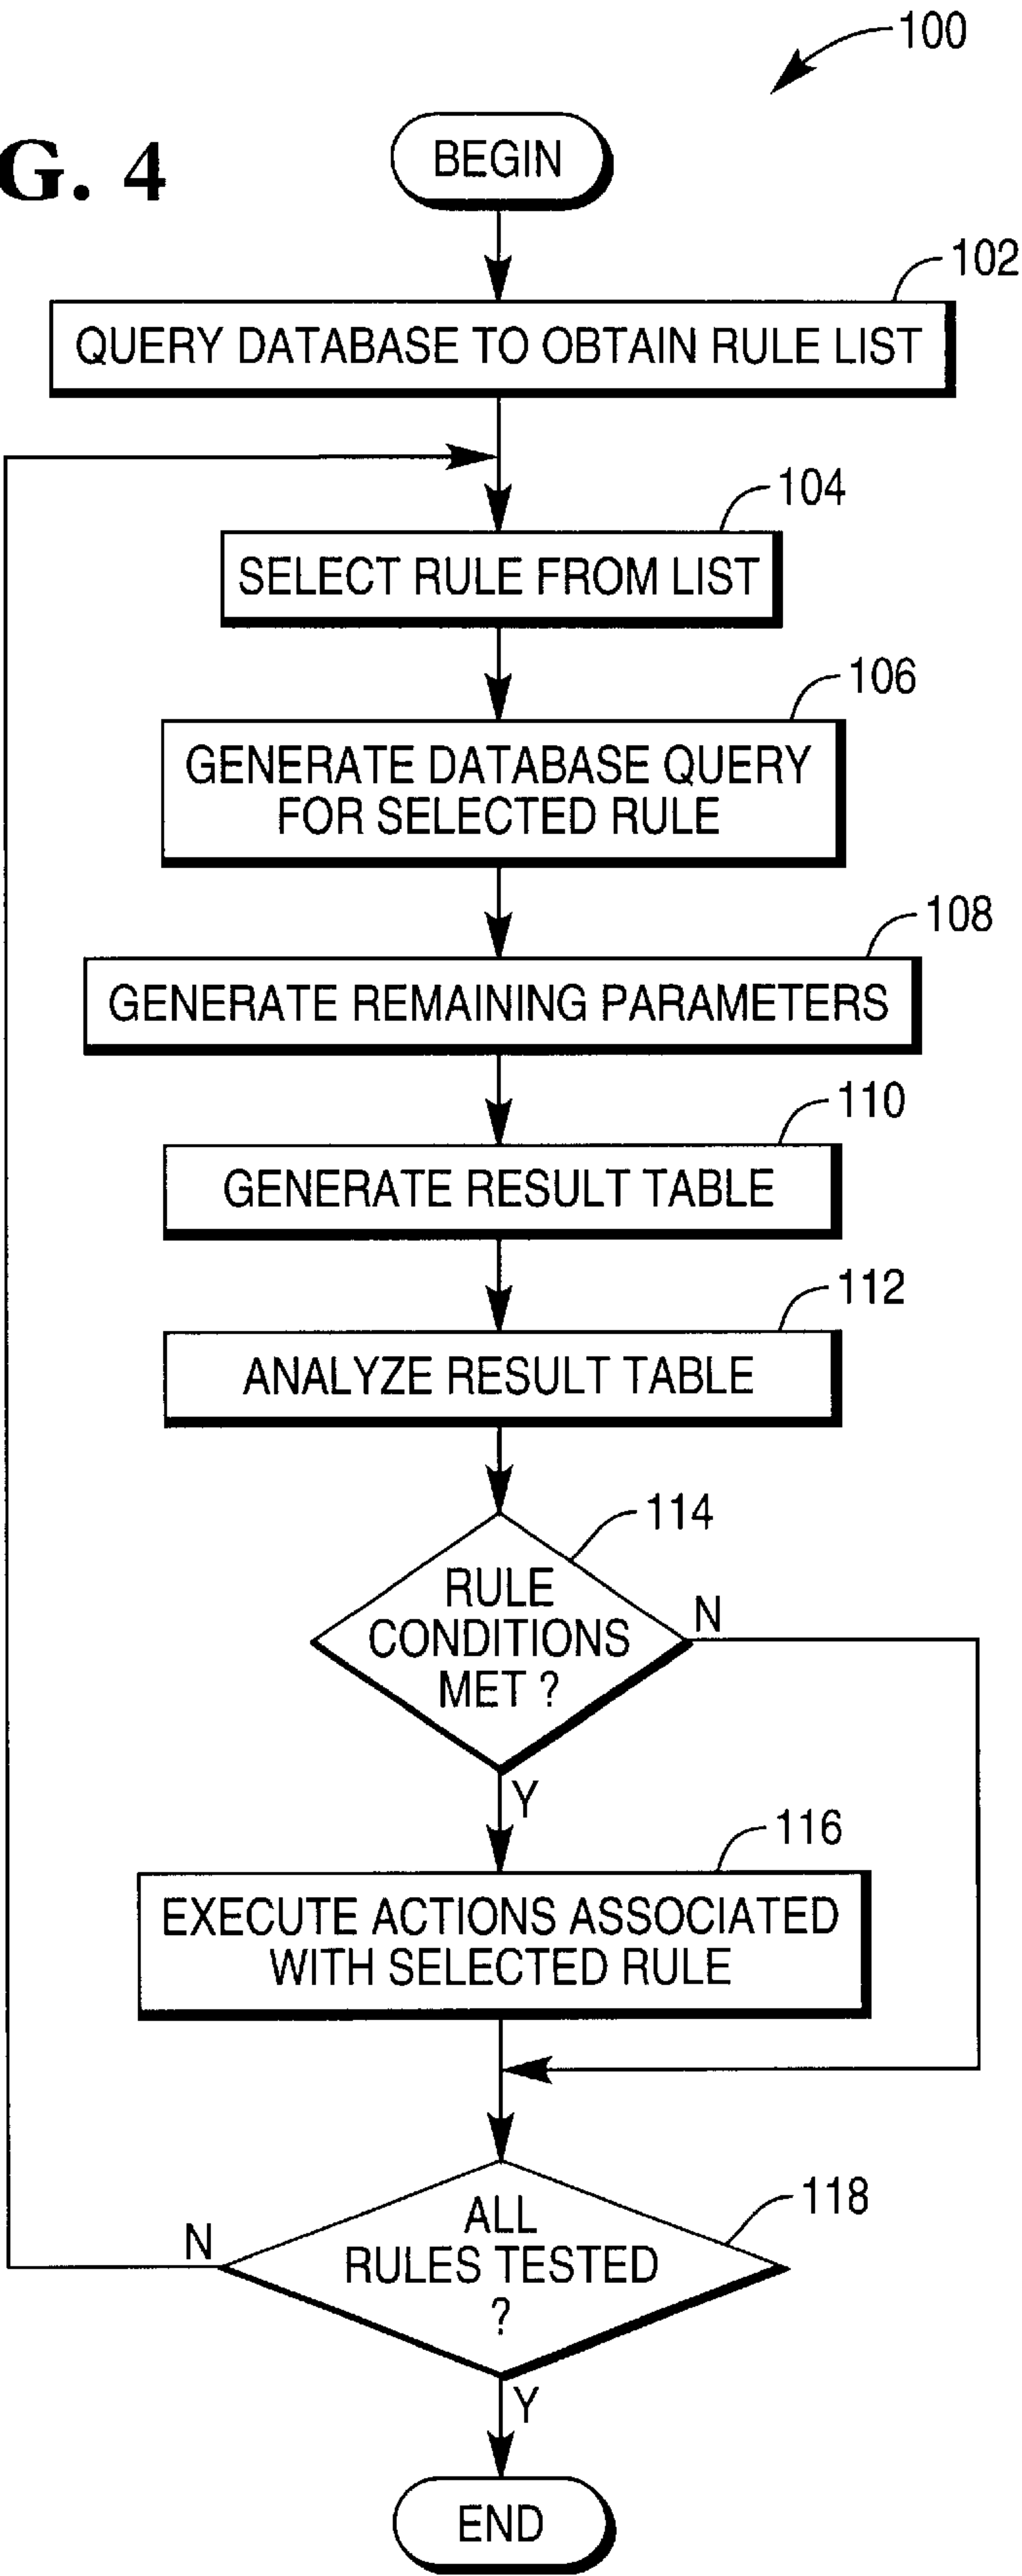 100
G. 4
BEGIN
102
QUERY DATABASE TO OBTAIN RULE LIST
104
SELECT RULE FROM LIST
106
GENERATE DATABASE QUERY
FOR SELECTED RULE
108
GENERATE REMAINING PARAMETERS
110
GENERATE RESULT TABLE
112
ANALYZE RESULT TABLE
114
RULE
CONDITIONS
MET ?
N
Y
116
EXECUTE ACTIONS ASSOCIATED
WITH SELECTED RULE
118
ALL
RULES TESTED
?
N
Y
END